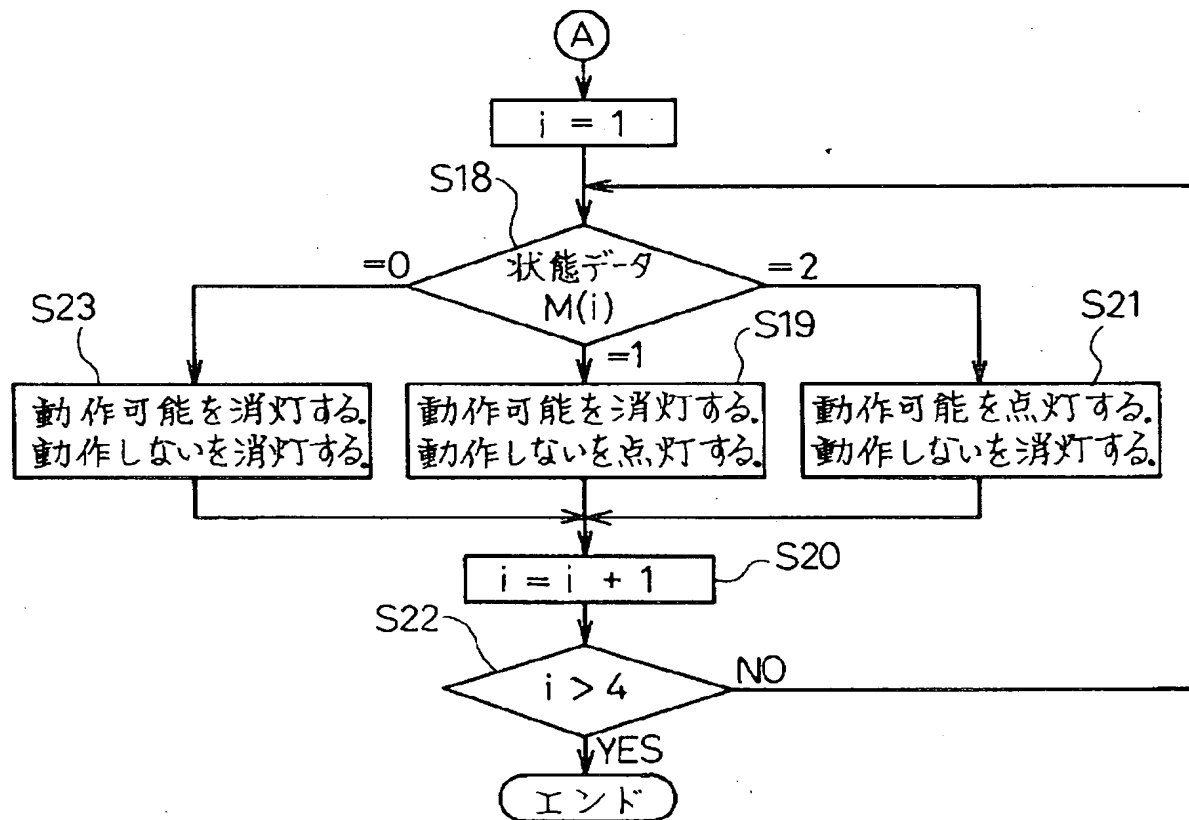 A
i = 1
S18
状態データ
M(i)
=0
=1
=2
S23
動作可能を消灯する.
動作しないを消灯する.
S19
動作可能を消灯する.
動作しないを点灯する.
S21
動作可能を点灯する.
動作しないを消灯する.
S20
i = i + 1
S22
i > 4
NO
YES
エンド